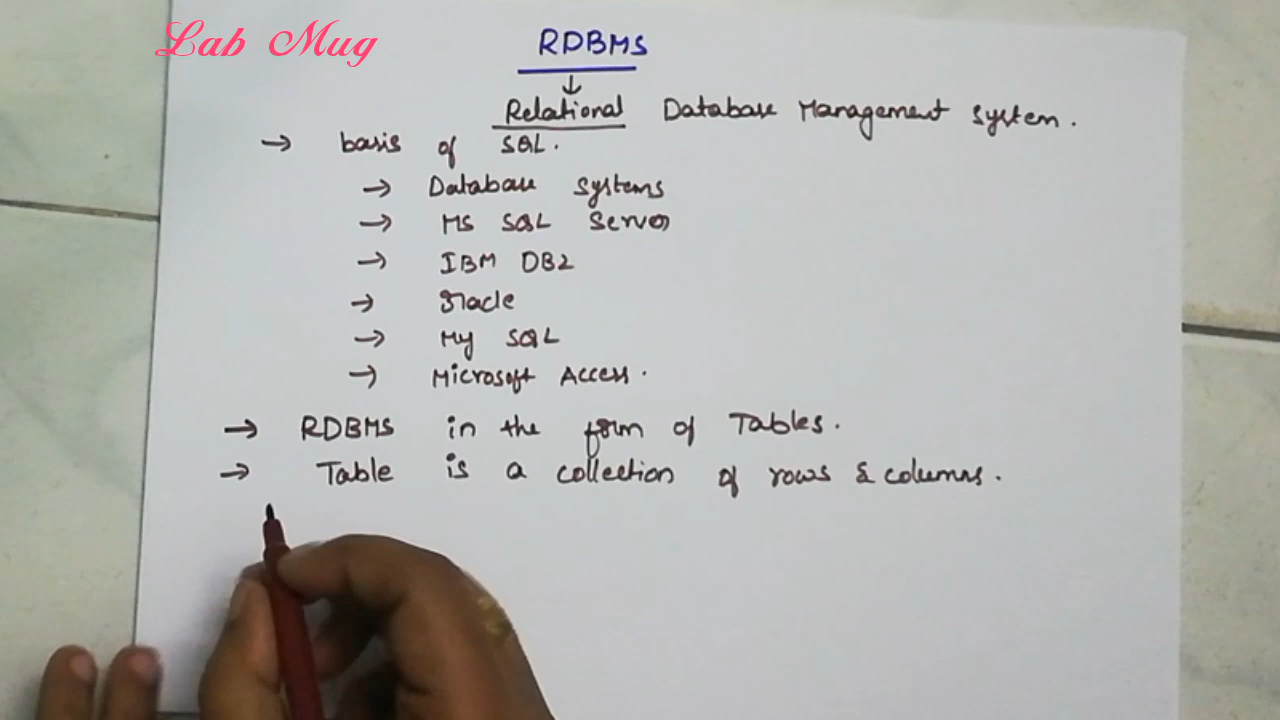 Lab Mug
RDBMS
↓
Relational Database Management System.
→ basis of SQL.
→ Database Systems
→ MS SQL Server
→ IBM DB2
→ Oracle
→ My SQL
→ Microsoft Access.
→ RDBMS in the form of Tables.
→ Table is a collection of rows & columns.